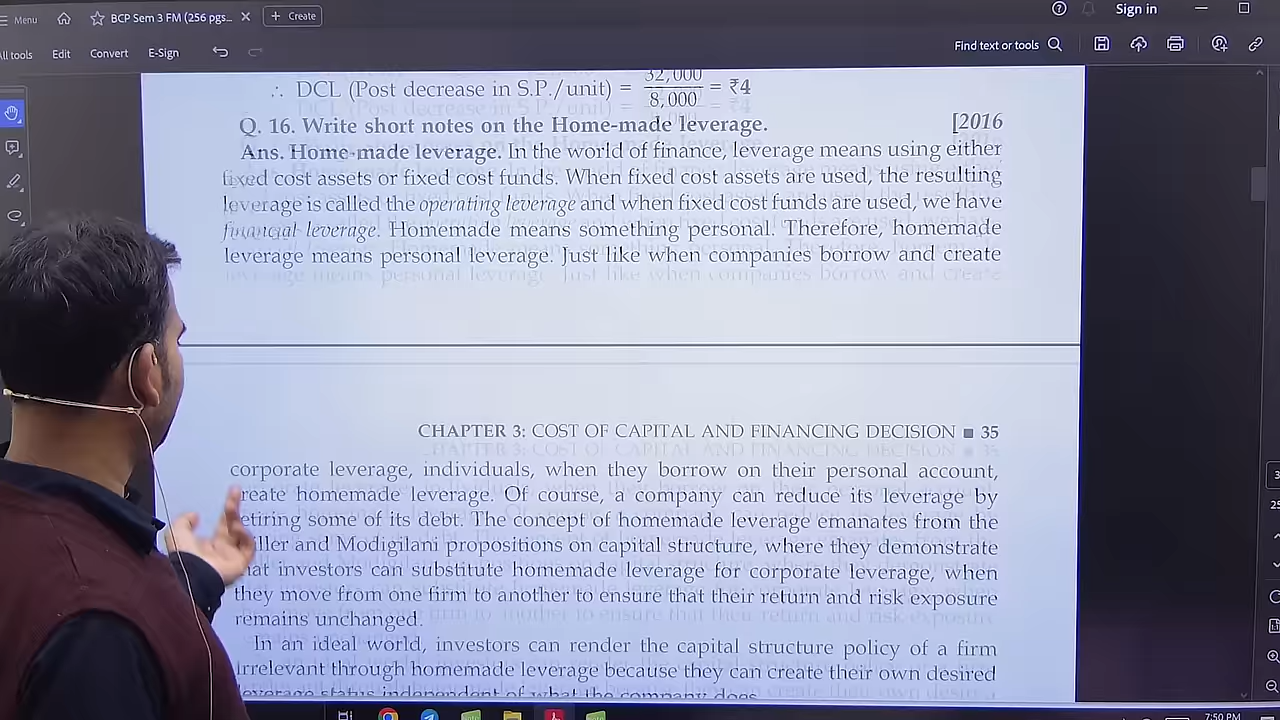 Menu
BCP Sem 3 FM (256 pgs...
Create
Sign in
All tools
Edit
Convert
E-Sign
Find text or tools
∴ DCL (Post decrease in S.P./unit) = 32,000 / 8,000 = ₹4
Q. 16. Write short notes on the Home-made leverage. [2016
Ans. Home-made leverage. In the world of finance, leverage means using either
fixed cost assets or fixed cost funds. When fixed cost assets are used, the resulting
leverage is called the operating leverage and when fixed cost funds are used, we have
financial leverage. Homemade means something personal. Therefore, homemade
leverage means personal leverage. Just like when companies borrow and create
CHAPTER 3: COST OF CAPITAL AND FINANCING DECISION ■ 35
corporate leverage, individuals, when they borrow on their personal account,
create homemade leverage. Of course, a company can reduce its leverage by
retiring some of its debt. The concept of homemade leverage emanates from the
iller and Modigilani propositions on capital structure, where they demonstrate
hat investors can substitute homemade leverage for corporate leverage, when
they move from one firm to another to ensure that their return and risk exposure
remains unchanged.
In an ideal world, investors can render the capital structure policy of a firm
irrelevant through homemade leverage because they can create their own desired
leverage status independent of what the company does.
7:50 PM